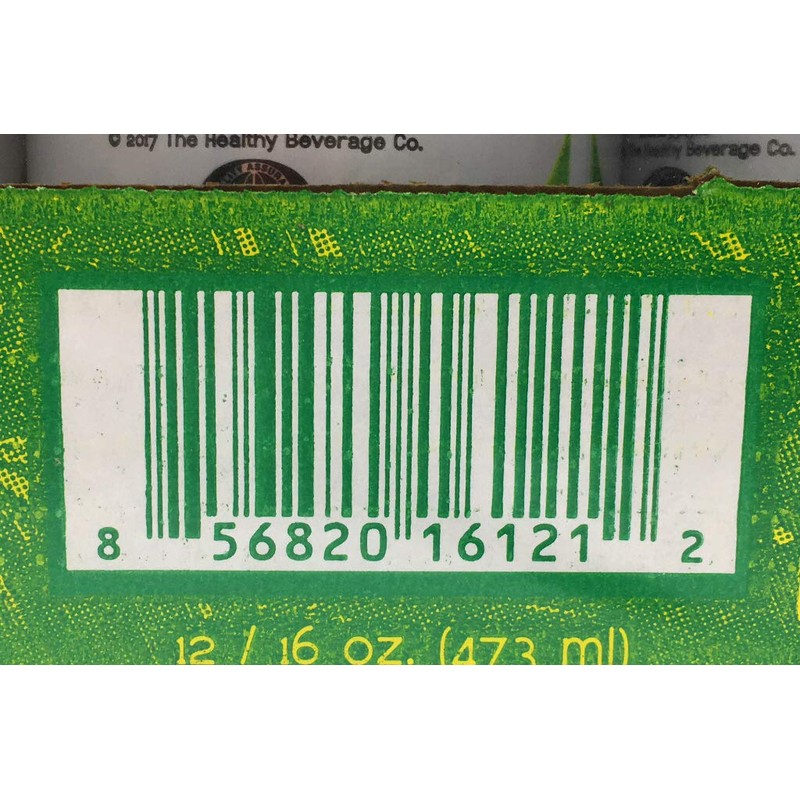 © 2017 The Healthy Beverage Co.
Healthy Beverage Co.
8 56820 16121 2
12 / 16 oz. (473 ml)